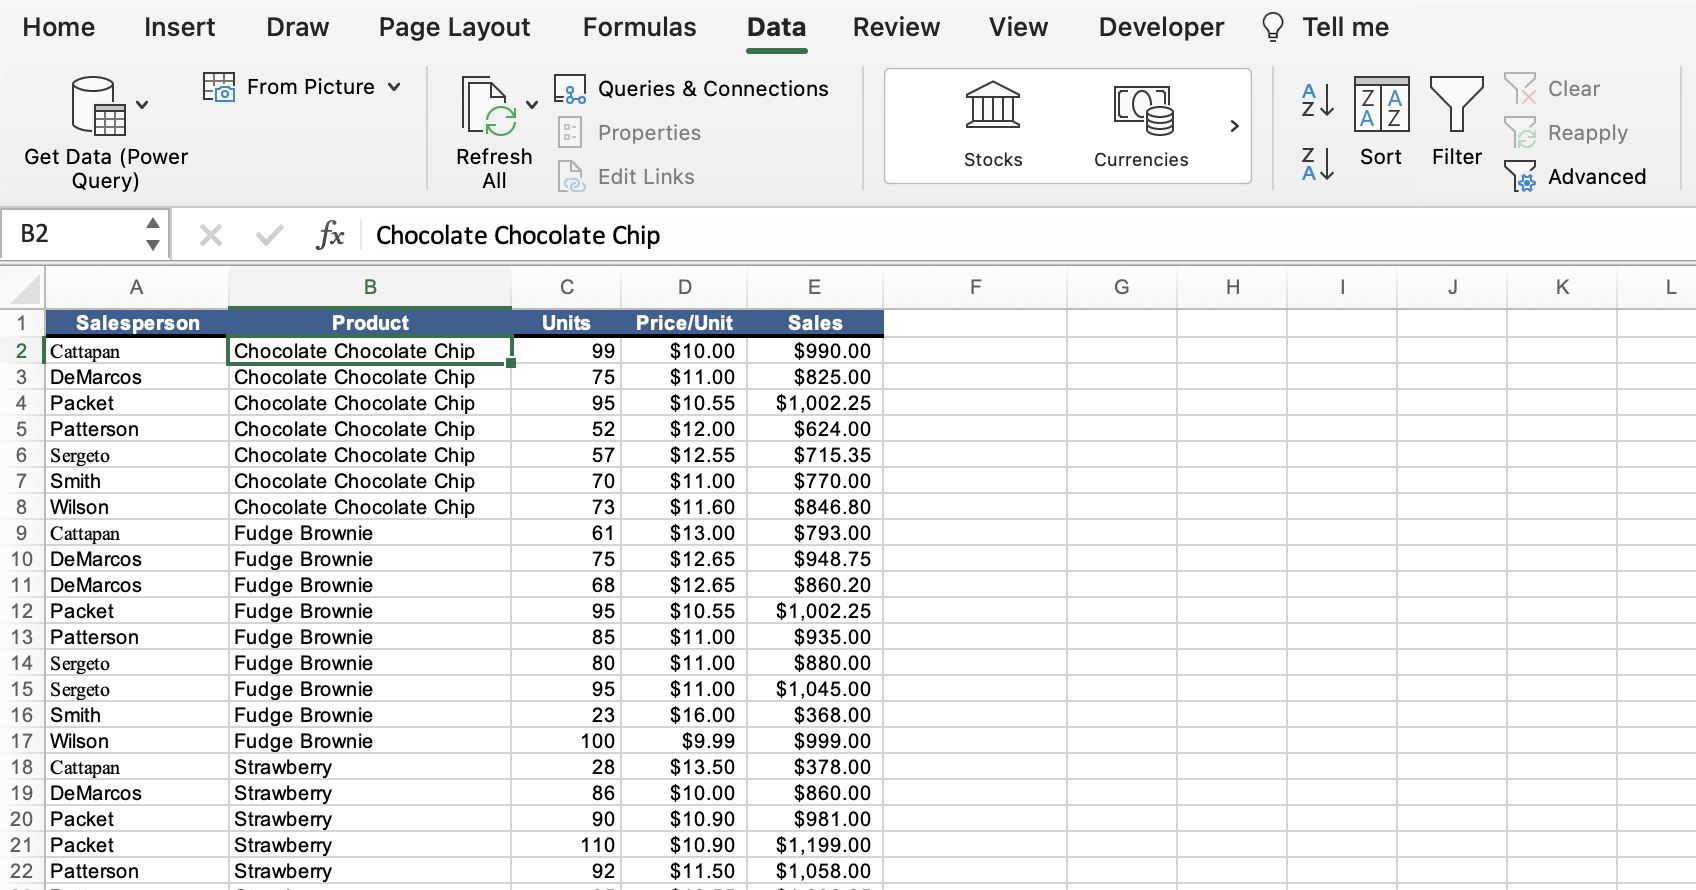 Home Insert Draw Page Layout Formulas Data Review View Developer Tell me
From Picture
Get Data (Power
Query)
Refresh
All
Queries & Connections
Properties
Edit Links
Stocks Currencies
A
Z
Z
A
Z A
A Z
Sort Filter
Clear
Reapply
Advanced
B2 fx Chocolate Chocolate Chip
A B C D E F G H I J K L
1 Salesperson Product Units Price/Unit Sales
2 Cattapan Chocolate Chocolate Chip 99 $10.00 $990.00
3 DeMarcos Chocolate Chocolate Chip 75 $11.00 $825.00
4 Packet Chocolate Chocolate Chip 95 $10.55 $1,002.25
5 Patterson Chocolate Chocolate Chip 52 $12.00 $624.00
6 Sergeto Chocolate Chocolate Chip 57 $12.55 $715.35
7 Smith Chocolate Chocolate Chip 70 $11.00 $770.00
8 Wilson Chocolate Chocolate Chip 73 $11.60 $846.80
9 Cattapan Fudge Brownie 61 $13.00 $793.00
10 DeMarcos Fudge Brownie 75 $12.65 $948.75
11 DeMarcos Fudge Brownie 68 $12.65 $860.20
12 Packet Fudge Brownie 95 $10.55 $1,002.25
13 Patterson Fudge Brownie 85 $11.00 $935.00
14 Sergeto Fudge Brownie 80 $11.00 $880.00
15 Sergeto Fudge Brownie 95 $11.00 $1,045.00
16 Smith Fudge Brownie 23 $16.00 $368.00
17 Wilson Fudge Brownie 100 $9.99 $999.00
18 Cattapan Strawberry 28 $13.50 $378.00
19 DeMarcos Strawberry 86 $10.00 $860.00
20 Packet Strawberry 90 $10.90 $981.00
21 Packet Strawberry 110 $10.90 $1,199.00
22 Patterson Strawberry 92 $11.50 $1,058.00